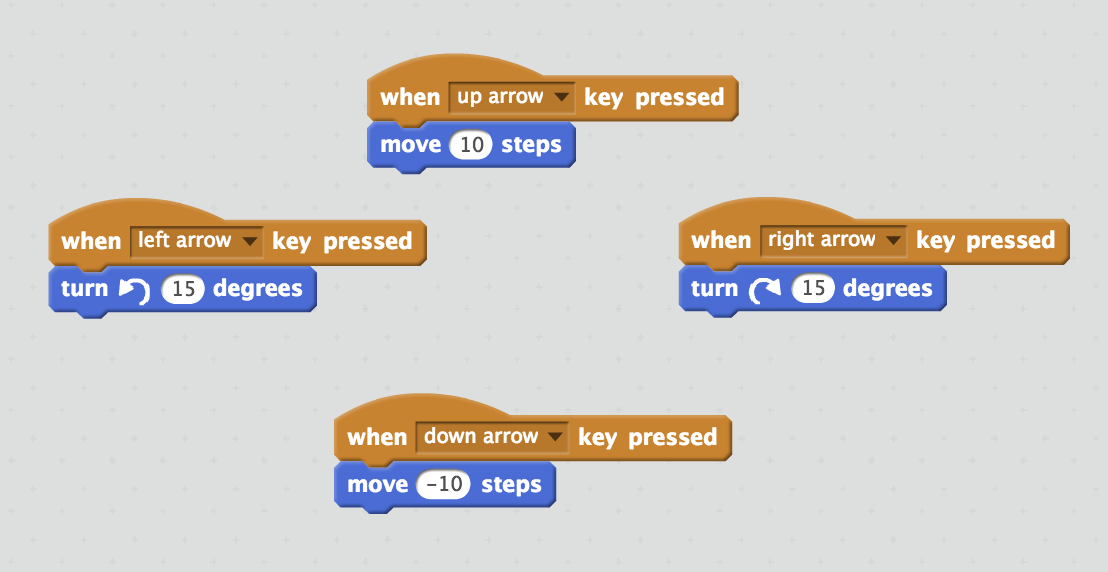 when up arrow key pressed
move 10 steps
when left arrow key pressed
turn 15 degrees
when right arrow key pressed
turn 15 degrees
when down arrow key pressed
move -10 steps